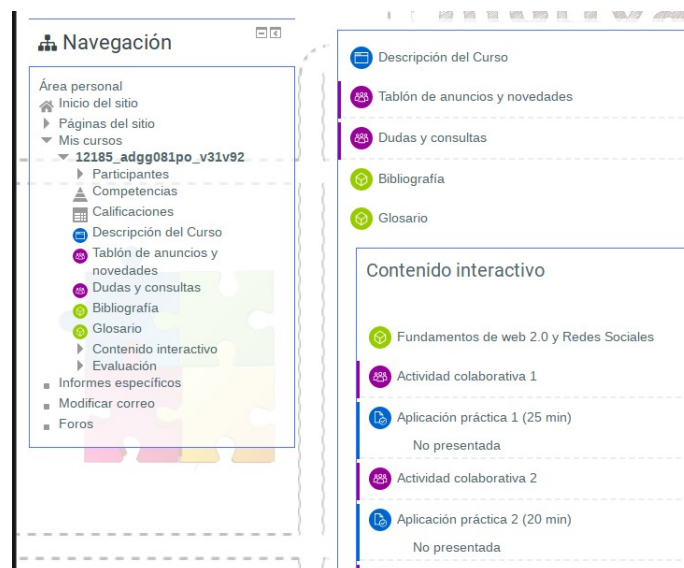 Navegación
Área personal
Inicio del sitio
Páginas del sitio
Mis cursos
12185_adgg081po_v31v92
Participantes
Competencias
Calificaciones
Descripción del Curso
Tablón de anuncios y
novedades
Dudas y consultas
Bibliografía
Glosario
Contenido interactivo
Evaluación
Informes específicos
Modificar correo
Foros
Descripción del Curso
Tablón de anuncios y novedades
Dudas y consultas
Bibliografía
Glosario
Contenido interactivo
Fundamentos de web 2.0 y Redes Sociales
Actividad colaborativa 1
Aplicación práctica 1 (25 min)
No presentada
Actividad colaborativa 2
Aplicación práctica 2 (20 min)
No presentada